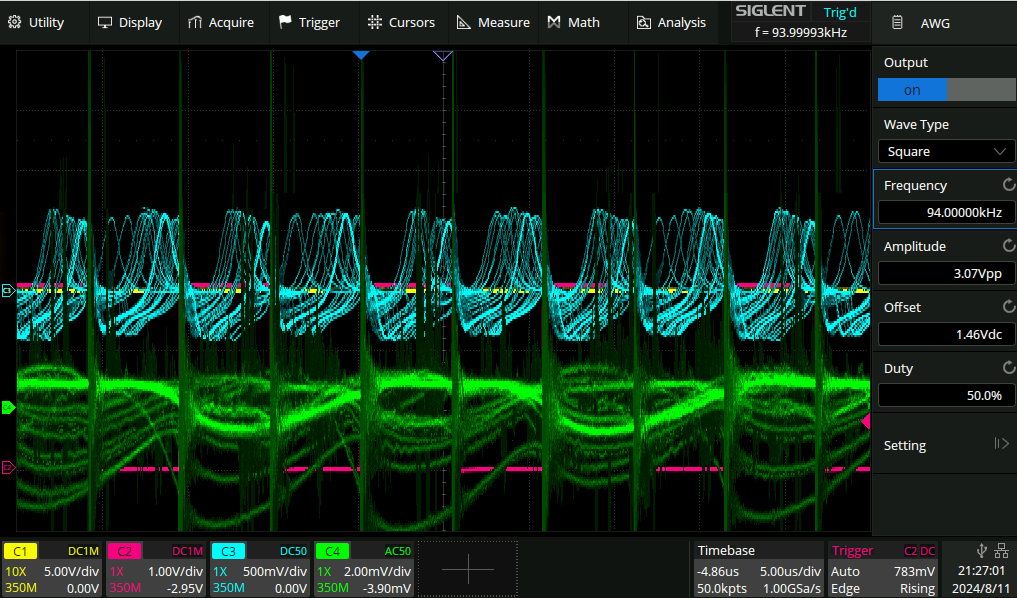 Utility Display Acquire Trigger Cursors Measure Math Analysis SIGLENT Trig'd AWG
f = 93.99993kHz
Output
on
Wave Type
Square
Frequency
94.00000kHz
Amplitude
3.07Vpp
Offset
1.46Vdc
Duty
50.0%
Setting
C1 DC1M
10X 5.00V/div
350M 0.00V
C2 DC1M
1X 1.00V/div
350M -2.95V
C3 DC50
1X 500mV/div
350M 0.00V
C4 AC50
1X 2.00mV/div
350M -3.90mV
Timebase
-4.86us 5.00us/div
50.0kpts 1.00GSa/s
Trigger C2 DC
Auto 783mV
Edge Rising
21:27:01
2024/8/11